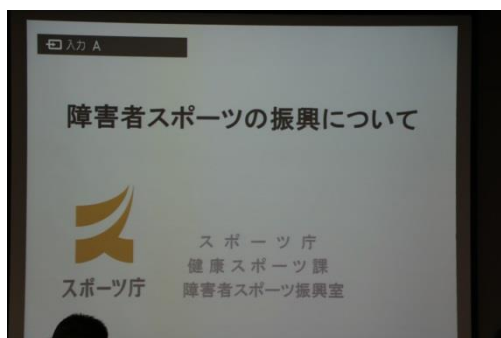 入力 A
障害者スポーツの振興について
スポーツ庁
スポーツ庁
健康スポーツ課
障害者スポーツ振興室